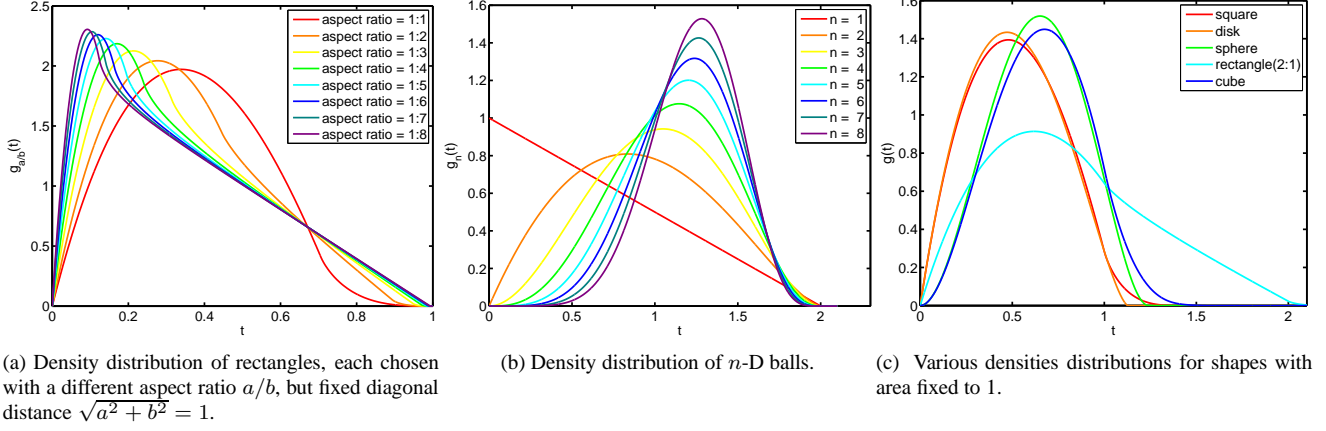 2.5
2
1.5
1
0.5
0
g_{a/b}(t)
0 0.2 0.4 0.6 0.8 1
t
aspect ratio = 1:1
aspect ratio = 1:2
aspect ratio = 1:3
aspect ratio = 1:4
aspect ratio = 1:5
aspect ratio = 1:6
aspect ratio = 1:7
aspect ratio = 1:8
(a) Density distribution of rectangles, each chosen
with a different aspect ratio a/b, but fixed diagonal
distance √(a² + b²) = 1.
1.6
1.4
1.2
1.0
0.8
0.6
0.4
0.2
0
g_n(t)
0 0.5 1 1.5 2
t
n = 1
n = 2
n = 3
n = 4
n = 5
n = 6
n = 7
n = 8
(b) Density distribution of n-D balls.
1.6
1.4
1.2
1
0.8
0.6
0.4
0.2
0
g(t)
0 0.5 1 1.5 2
t
square
disk
sphere
rectangle(2:1)
cube
(c) Various densities distributions for shapes with
area fixed to 1.